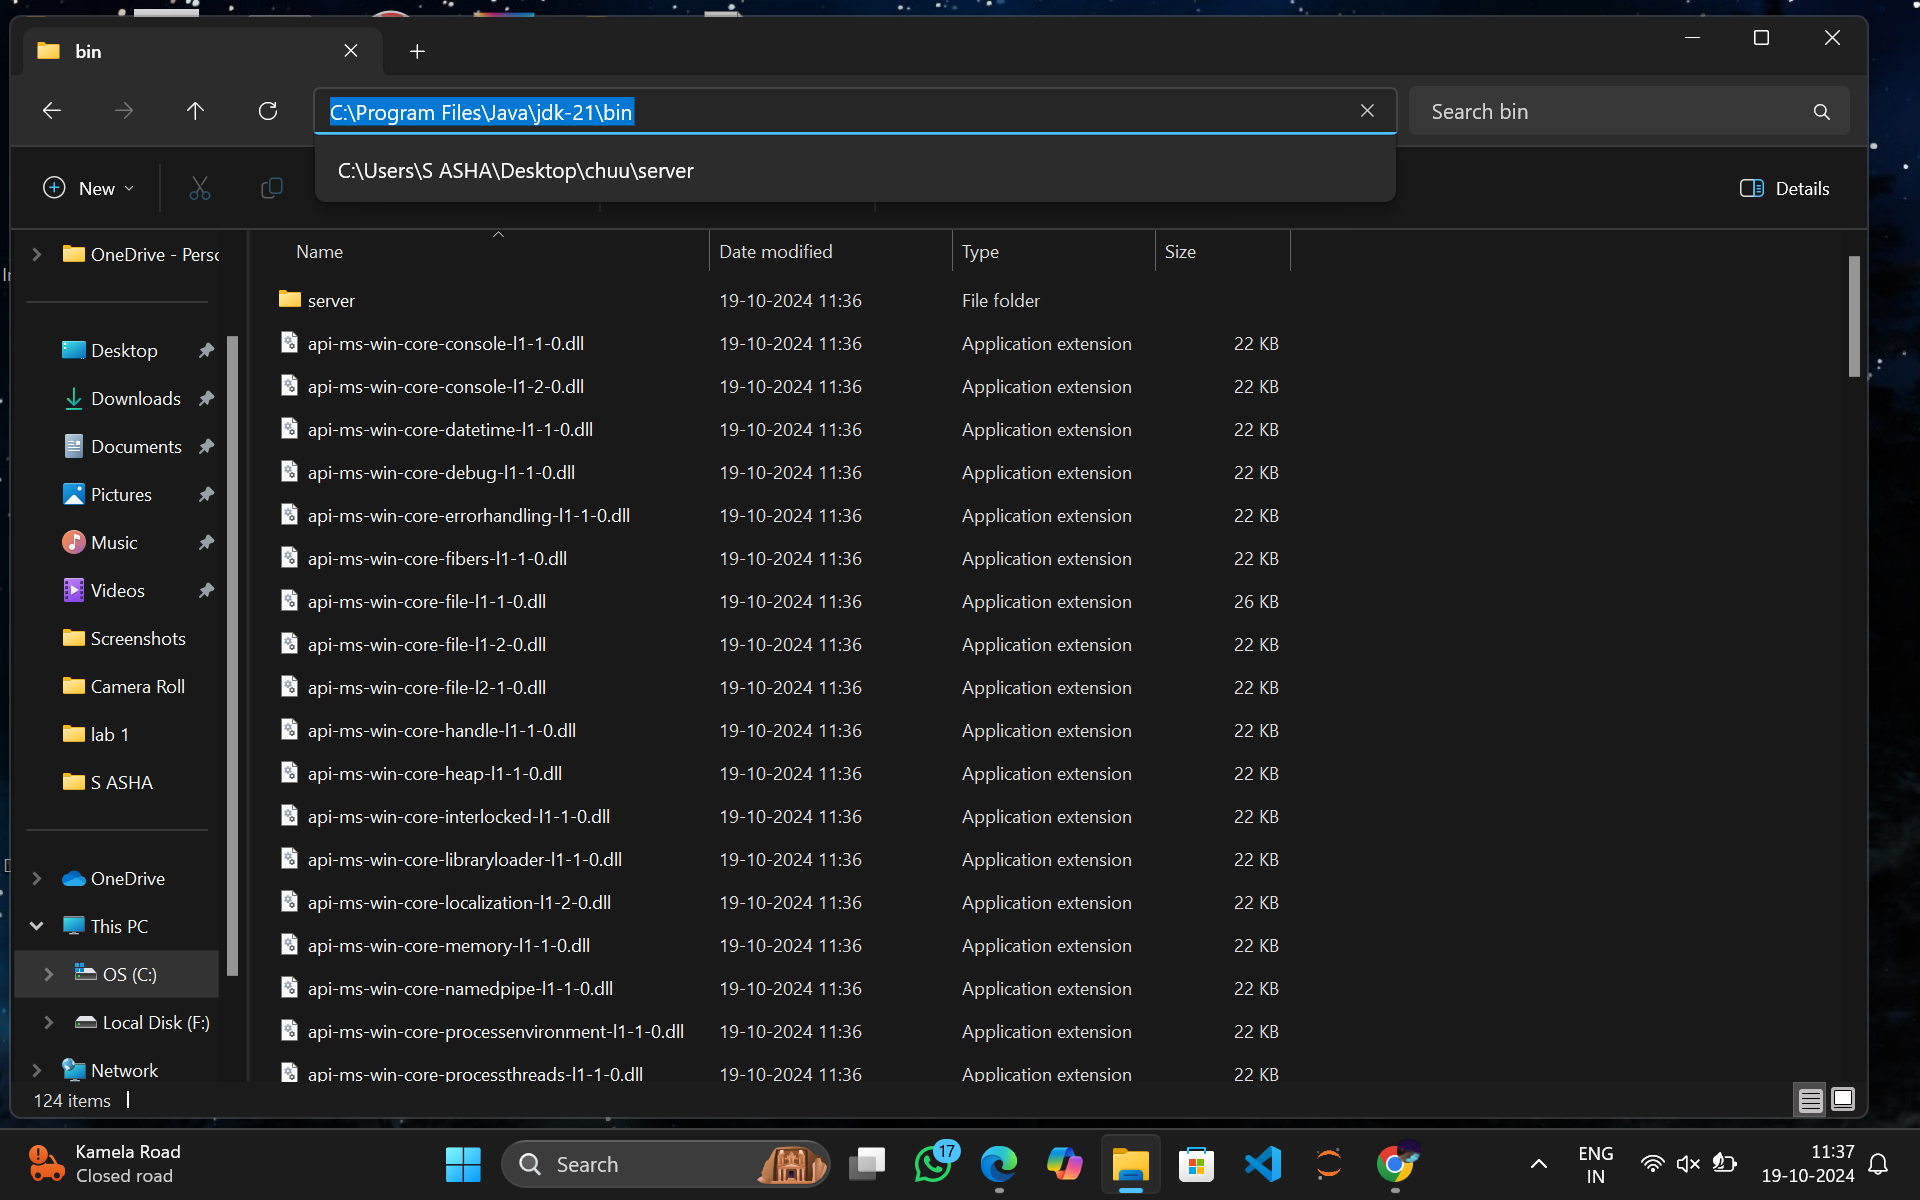 bin
C:\Program Files\Java\jdk-21\bin
Search bin
C:\Users\S ASHA\Desktop\chuu\server
New
Details
Name Date modified Type Size
OneDrive - Perso
Desktop
Downloads
Documents
Pictures
Music
Videos
Screenshots
Camera Roll
lab 1
S ASHA
OneDrive
This PC
OS (C:)
Local Disk (F:)
Network
server 19-10-2024 11:36 File folder
api-ms-win-core-console-l1-1-0.dll 19-10-2024 11:36 Application extension 22 KB
api-ms-win-core-console-l1-2-0.dll 19-10-2024 11:36 Application extension 22 KB
api-ms-win-core-datetime-l1-1-0.dll 19-10-2024 11:36 Application extension 22 KB
api-ms-win-core-debug-l1-1-0.dll 19-10-2024 11:36 Application extension 22 KB
api-ms-win-core-errorhandling-l1-1-0.dll 19-10-2024 11:36 Application extension 22 KB
api-ms-win-core-fibers-l1-1-0.dll 19-10-2024 11:36 Application extension 22 KB
api-ms-win-core-file-l1-1-0.dll 19-10-2024 11:36 Application extension 26 KB
api-ms-win-core-file-l1-2-0.dll 19-10-2024 11:36 Application extension 22 KB
api-ms-win-core-file-l2-1-0.dll 19-10-2024 11:36 Application extension 22 KB
api-ms-win-core-handle-l1-1-0.dll 19-10-2024 11:36 Application extension 22 KB
api-ms-win-core-heap-l1-1-0.dll 19-10-2024 11:36 Application extension 22 KB
api-ms-win-core-interlocked-l1-1-0.dll 19-10-2024 11:36 Application extension 22 KB
api-ms-win-core-libraryloader-l1-1-0.dll 19-10-2024 11:36 Application extension 22 KB
api-ms-win-core-localization-l1-2-0.dll 19-10-2024 11:36 Application extension 22 KB
api-ms-win-core-memory-l1-1-0.dll 19-10-2024 11:36 Application extension 22 KB
api-ms-win-core-namedpipe-l1-1-0.dll 19-10-2024 11:36 Application extension 22 KB
api-ms-win-core-processenvironment-l1-1-0.dll 19-10-2024 11:36 Application extension 22 KB
api-ms-win-core-processthreads-l1-1-0.dll 19-10-2024 11:36 Application extension 22 KB
124 items
Kamela Road
Closed road
Search
17
ENG
IN
11:37
19-10-2024